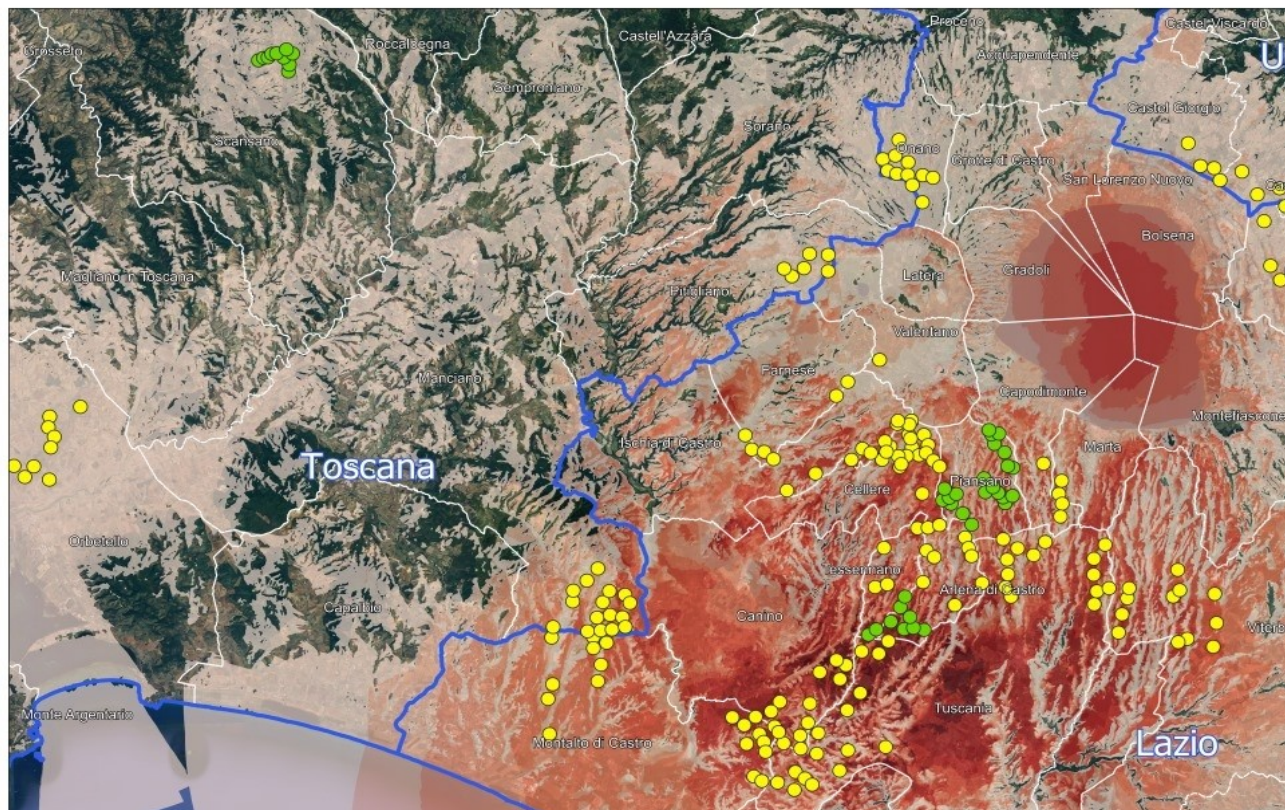 Proceno
Castel Viscardo
Grosseto
Roccalbegna
Castell'Azzara
Acquapendente
U
Semproniano
Castel Giorgio
Scansano
Sorano
Onano
Grotte di Castro
San Lorenzo Nuovo
Bolsena
Magliano in Toscana
Latera
Gradoli
Pitigliano
Valentano
Manciano
Farnese
Capodimonte
Montefiascone
Ischia di Castro
Marta
Toscana
Cellere
Piansano
Orbetello
Tessennano
Arlena di Castro
Capalbio
Canino
Viterb
Monte Argentario
Tuscania
Montalto di Castro
Lazio